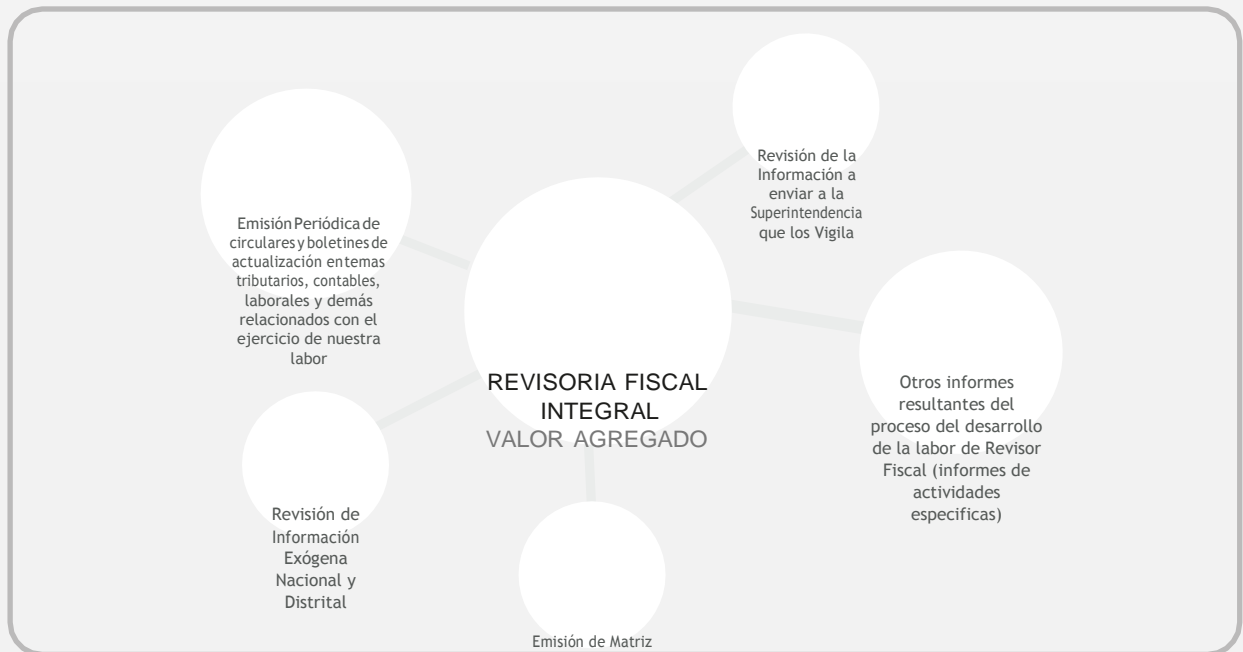 Revisión de la
Información a
enviar a la
Superintendencia
que los Vigila
Emisión Periódica de
circulares y boletines de
actualización en temas
tributarios, contables,
laborales y demás
relacionados con el
ejercicio de nuestra
labor
REVISORIA FISCAL
INTEGRAL
VALOR AGREGADO
Otros informes
resultantes del
proceso del desarrollo
de la labor de Revisor
Fiscal (informes de
actividades
especificas)
Revisión de
Información
Exógena
Nacional y
Distrital
Emisión de Matriz